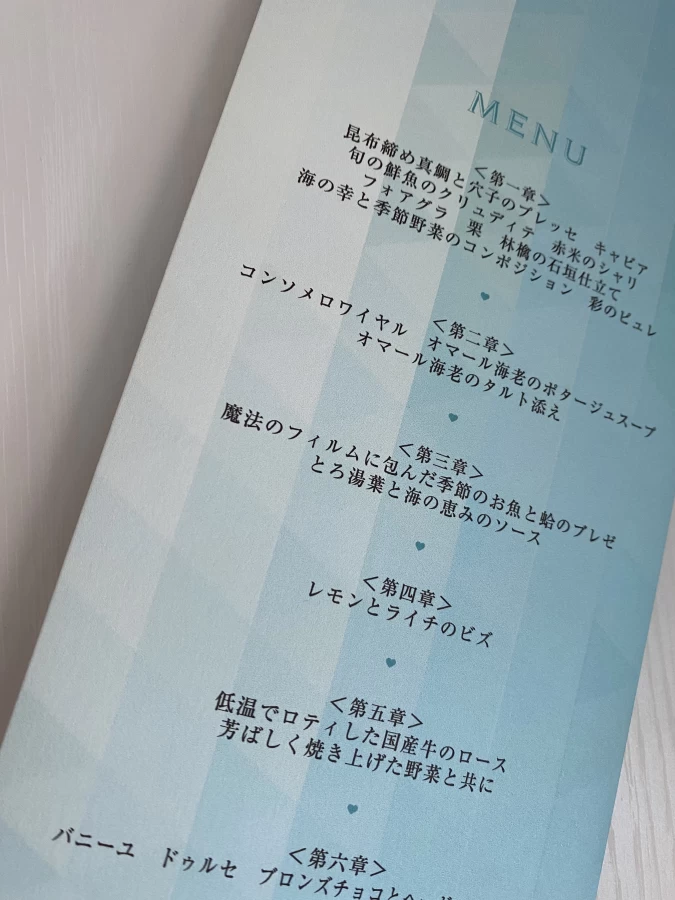 MENU
＜第一章＞
昆布締め真鯛と穴子のプレッセ　キャビア
旬の鮮魚のクリュディテ　赤米のシャリ
フォアグラ　栗　林檎の石垣仕立て
海の幸と季節野菜のコンポジション　彩のピュレ
＜第二章＞
コンソメロワイヤル　オマール海老のポタージュスープ
オマール海老のタルト添え
＜第三章＞
魔法のフィルムに包んだ季節のお魚と蛤のブレゼ
とろ湯葉と海の恵みのソース
＜第四章＞
レモンとライチのビズ
＜第五章＞
低温でロティした国産牛のロース
芳ばしく焼き上げた野菜と共に
＜第六章＞
バニーユ　ドゥルセ　ブロンズチョコと